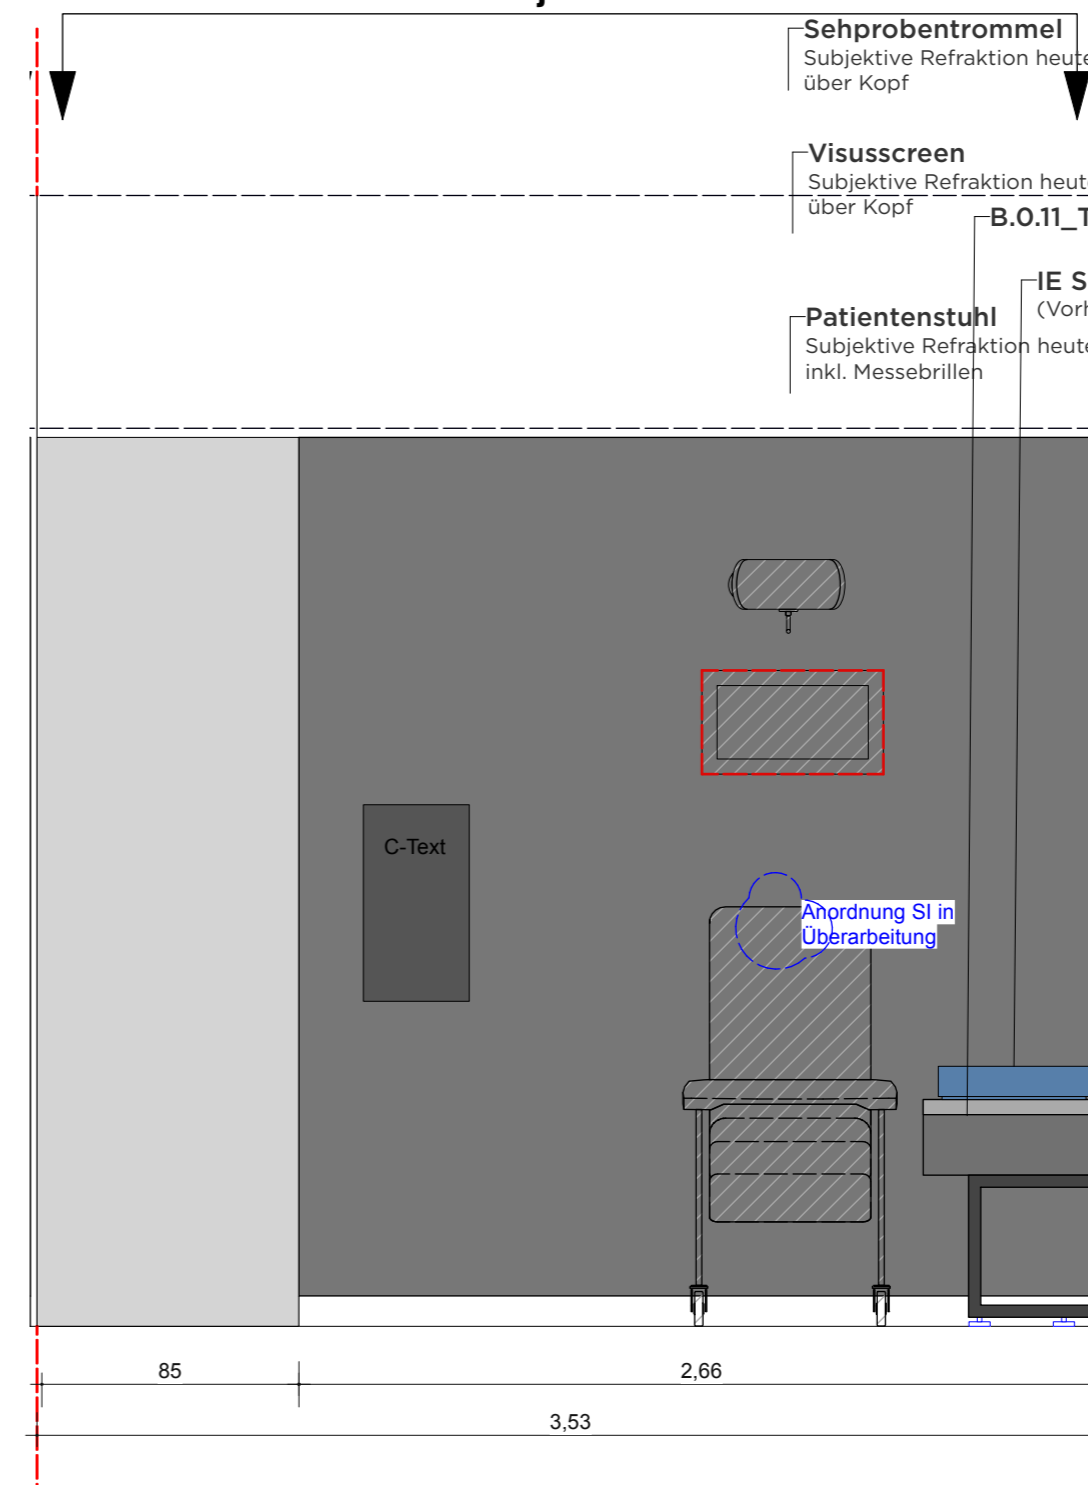 Sehprobentrommel
Subjektive Refraktion heute
über Kopf
Visusscreen
Subjektive Refraktion heute
über Kopf
B.0.11_T
IE S
(Vorh
Patientenstuhl
Subjektive Refraktion heute
inkl. Messebrillen
C-Text
Anordnung SI in
Überarbeitung
85
2,66
3,53